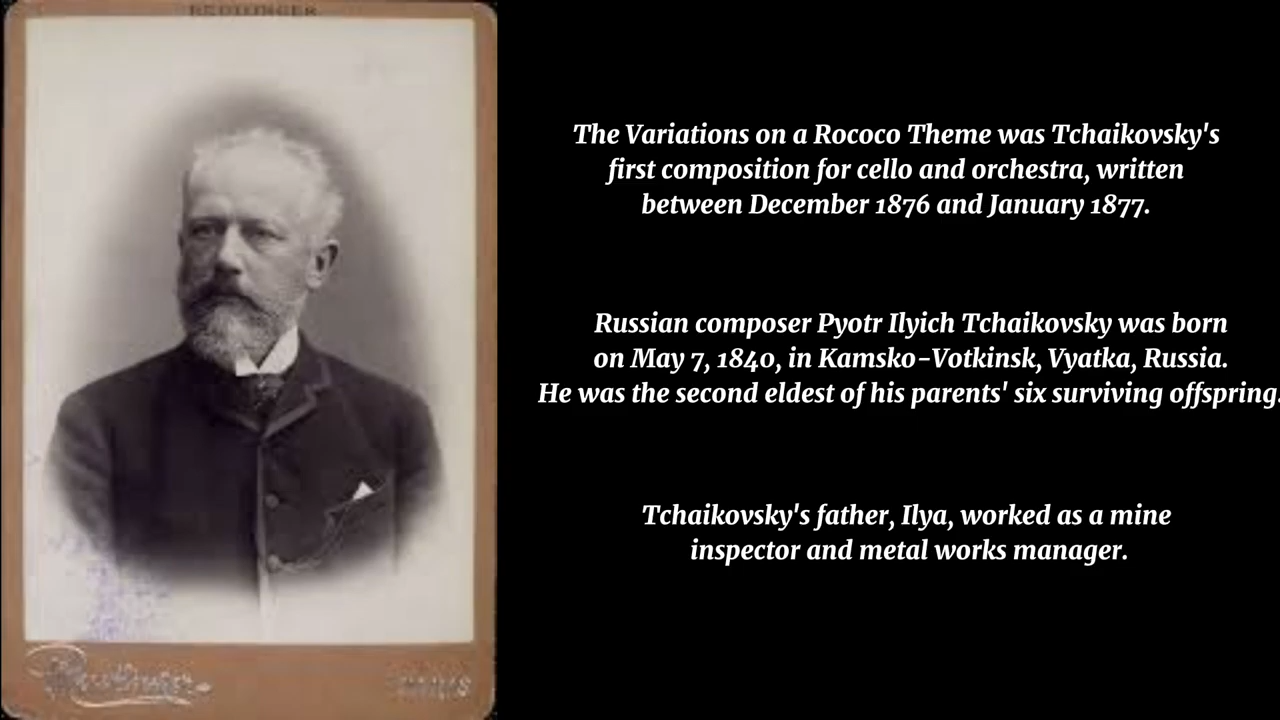 REUTLINGER
The Variations on a Rococo Theme was Tchaikovsky's
first composition for cello and orchestra, written
between December 1876 and January 1877.
Russian composer Pyotr Ilyich Tchaikovsky was born
on May 7, 1840, in Kamsko-Votkinsk, Vyatka, Russia.
He was the second eldest of his parents' six surviving offspring.
Tchaikovsky's father, Ilya, worked as a mine
inspector and metal works manager.
Reutlinger